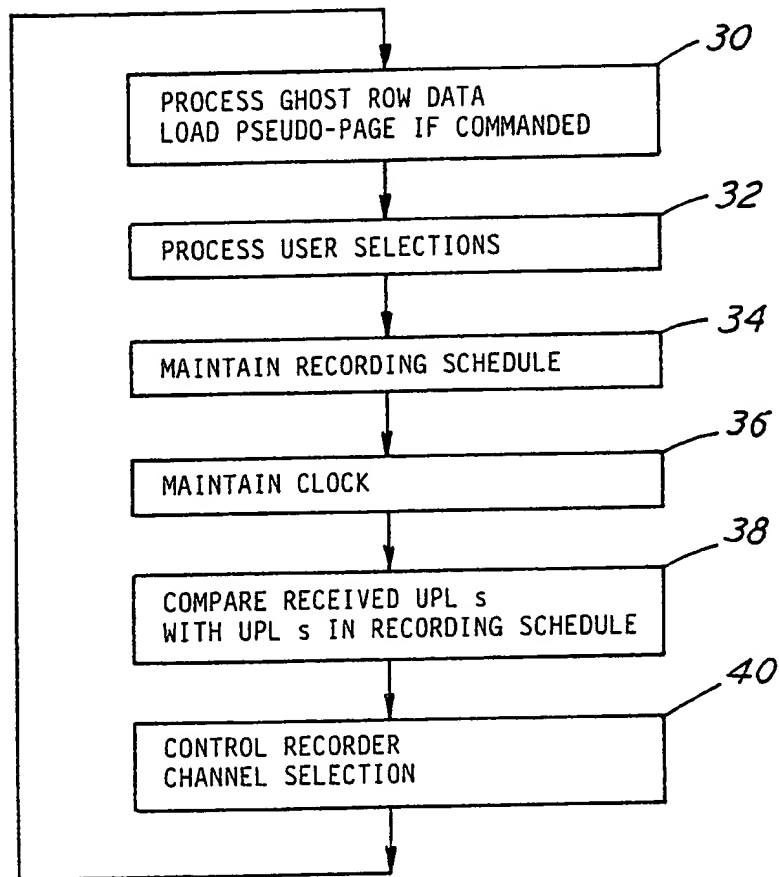 30
PROCESS GHOST ROW DATA
LOAD PSEUDO-PAGE IF COMMANDED
32
PROCESS USER SELECTIONS
34
MAINTAIN RECORDING SCHEDULE
36
MAINTAIN CLOCK
38
COMPARE RECEIVED UPL s
WITH UPL s IN RECORDING SCHEDULE
40
CONTROL RECORDER
CHANNEL SELECTION